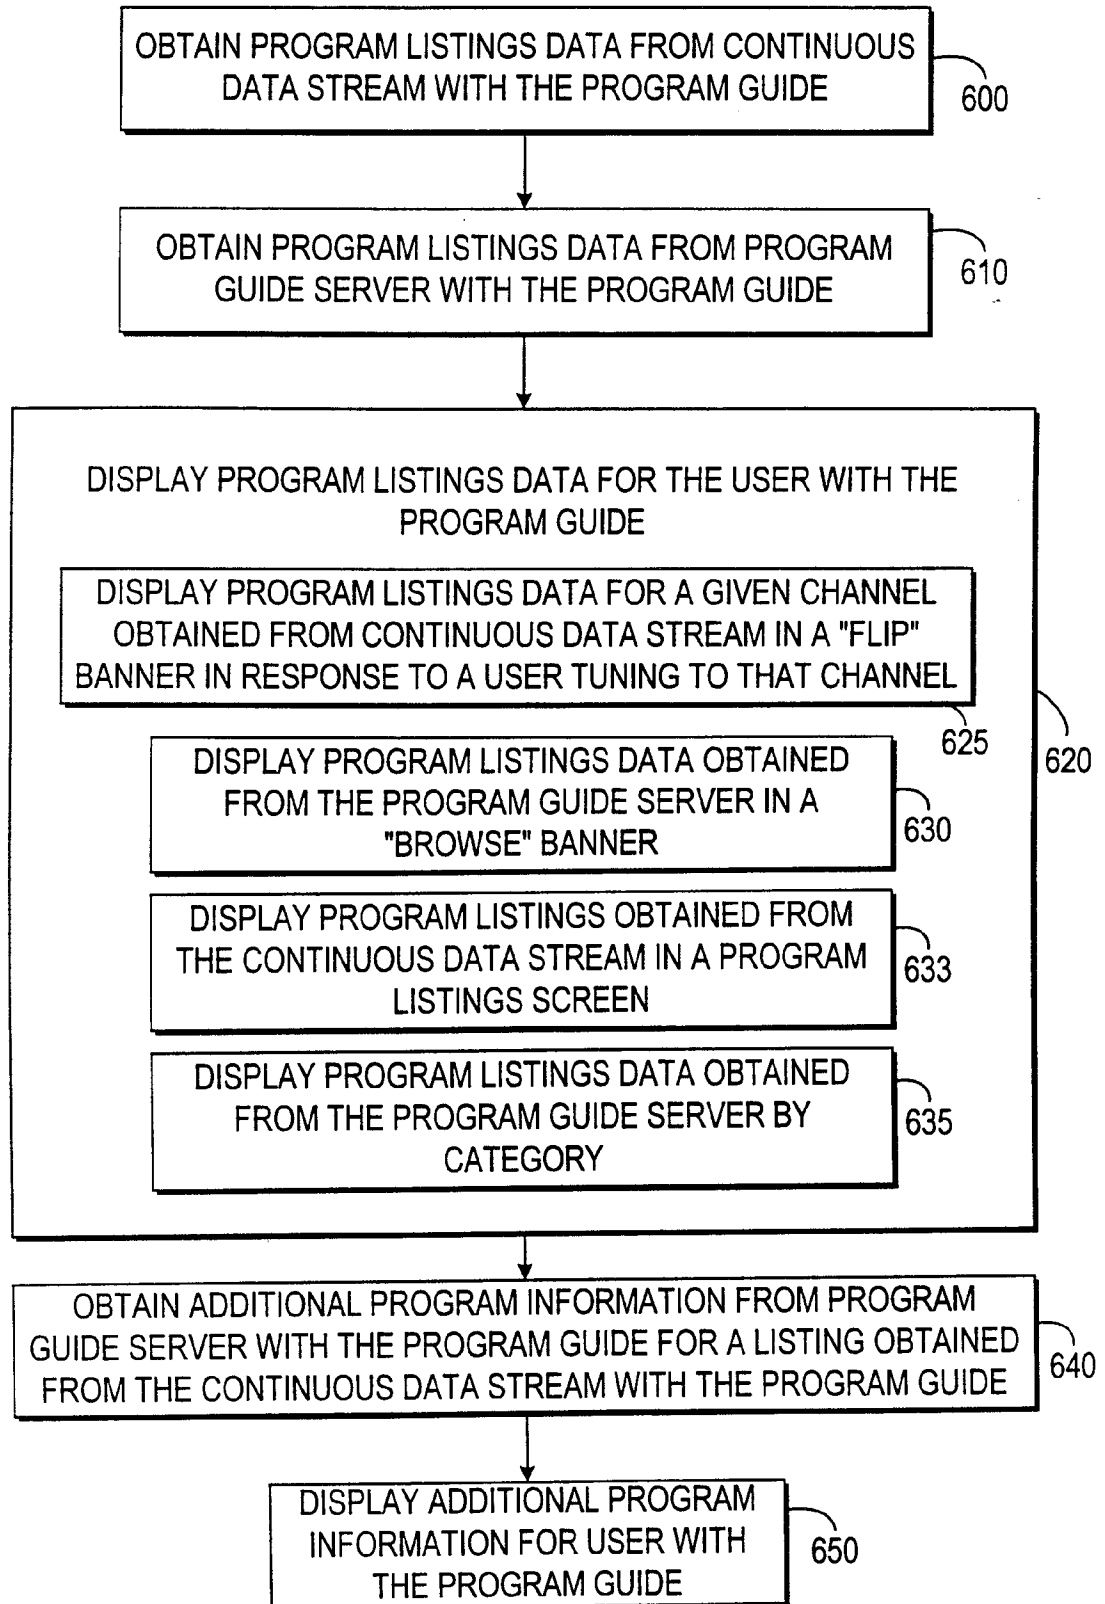 OBTAIN PROGRAM LISTINGS DATA FROM CONTINUOUS
DATA STREAM WITH THE PROGRAM GUIDE
600
OBTAIN PROGRAM LISTINGS DATA FROM PROGRAM
GUIDE SERVER WITH THE PROGRAM GUIDE
610
DISPLAY PROGRAM LISTINGS DATA FOR THE USER WITH THE
PROGRAM GUIDE
DISPLAY PROGRAM LISTINGS DATA FOR A GIVEN CHANNEL
OBTAINED FROM CONTINUOUS DATA STREAM IN A "FLIP"
BANNER IN RESPONSE TO A USER TUNING TO THAT CHANNEL
625
620
DISPLAY PROGRAM LISTINGS DATA OBTAINED
FROM THE PROGRAM GUIDE SERVER IN A
"BROWSE" BANNER
630
DISPLAY PROGRAM LISTINGS OBTAINED FROM
THE CONTINUOUS DATA STREAM IN A PROGRAM
LISTINGS SCREEN
633
DISPLAY PROGRAM LISTINGS DATA OBTAINED
FROM THE PROGRAM GUIDE SERVER BY
CATEGORY
635
OBTAIN ADDITIONAL PROGRAM INFORMATION FROM PROGRAM
GUIDE SERVER WITH THE PROGRAM GUIDE FOR A LISTING OBTAINED
FROM THE CONTINUOUS DATA STREAM WITH THE PROGRAM GUIDE
640
DISPLAY ADDITIONAL PROGRAM
INFORMATION FOR USER WITH
THE PROGRAM GUIDE
650